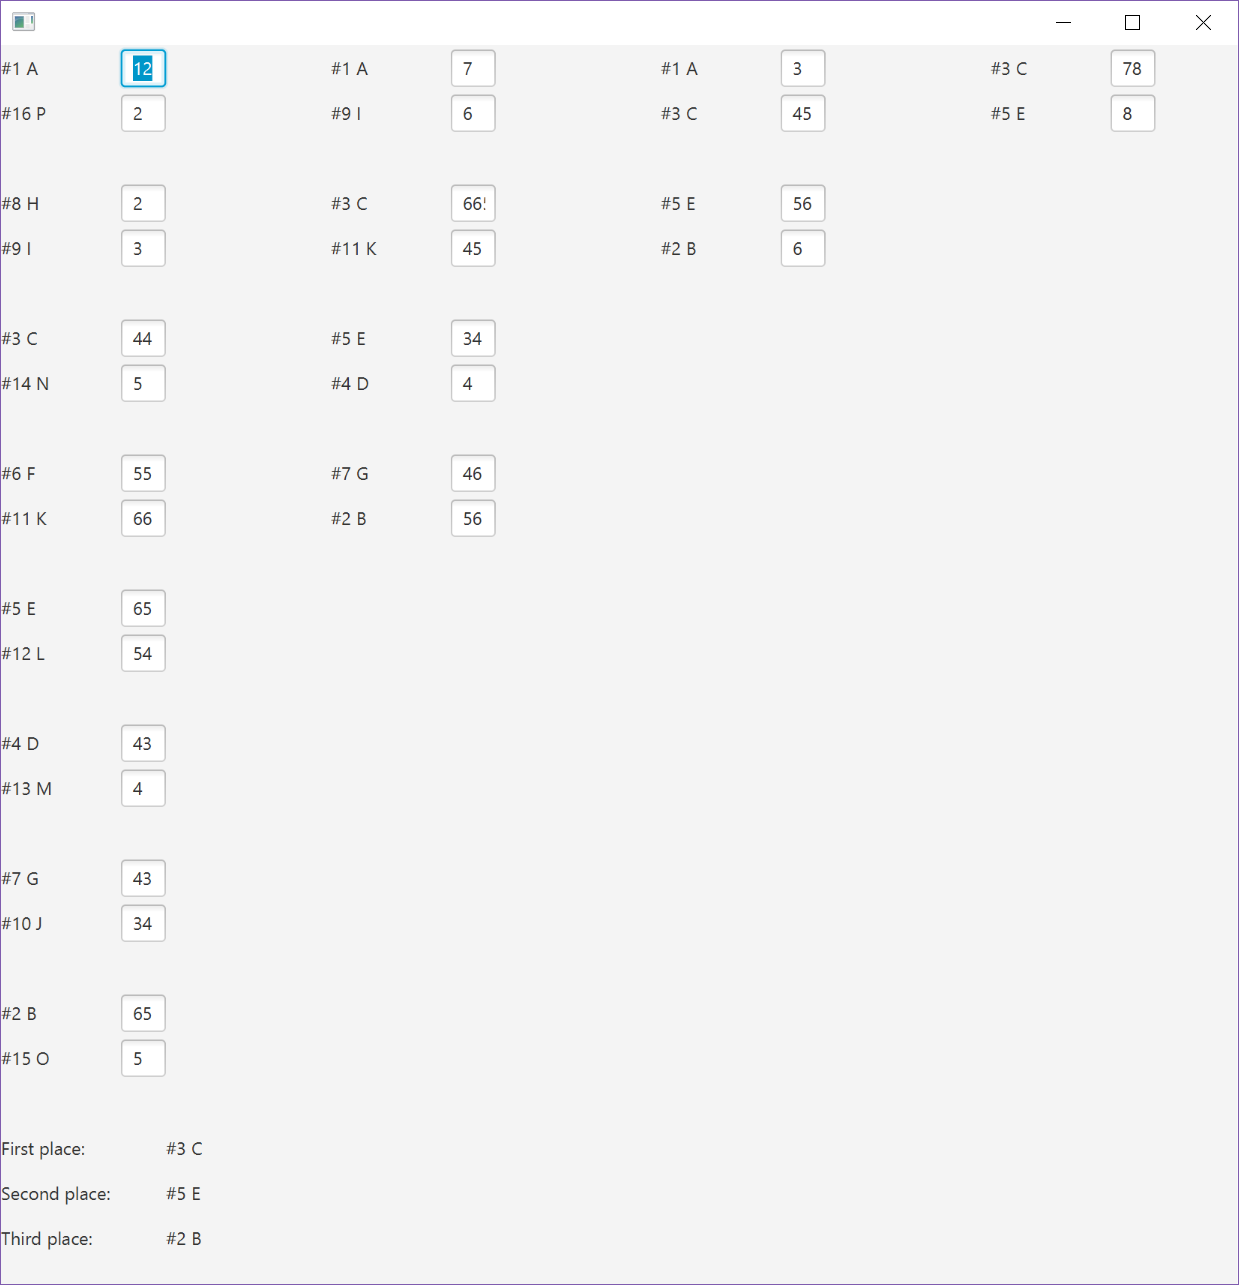 #1 A 12 #1 A 7 #1 A 3 #3 C 78
#16 P 2 #9 I 6 #3 C 45 #5 E 8
#8 H 2 #3 C #5 E 56
#9 I 3 #11 K 45 #2 B 6
#3 C 44 #5 E 34
#14 N 5 #4 D 4
#6 F 55 #7 G 46
#11 K 66 #2 B 56
#5 E 65
#12 L 54
#4 D 43
#13 M 4
#7 G 43
#10 J 34
#2 B 65
#15 O 5
First place: #3 C
Second place: #5 E
Third place: #2 B